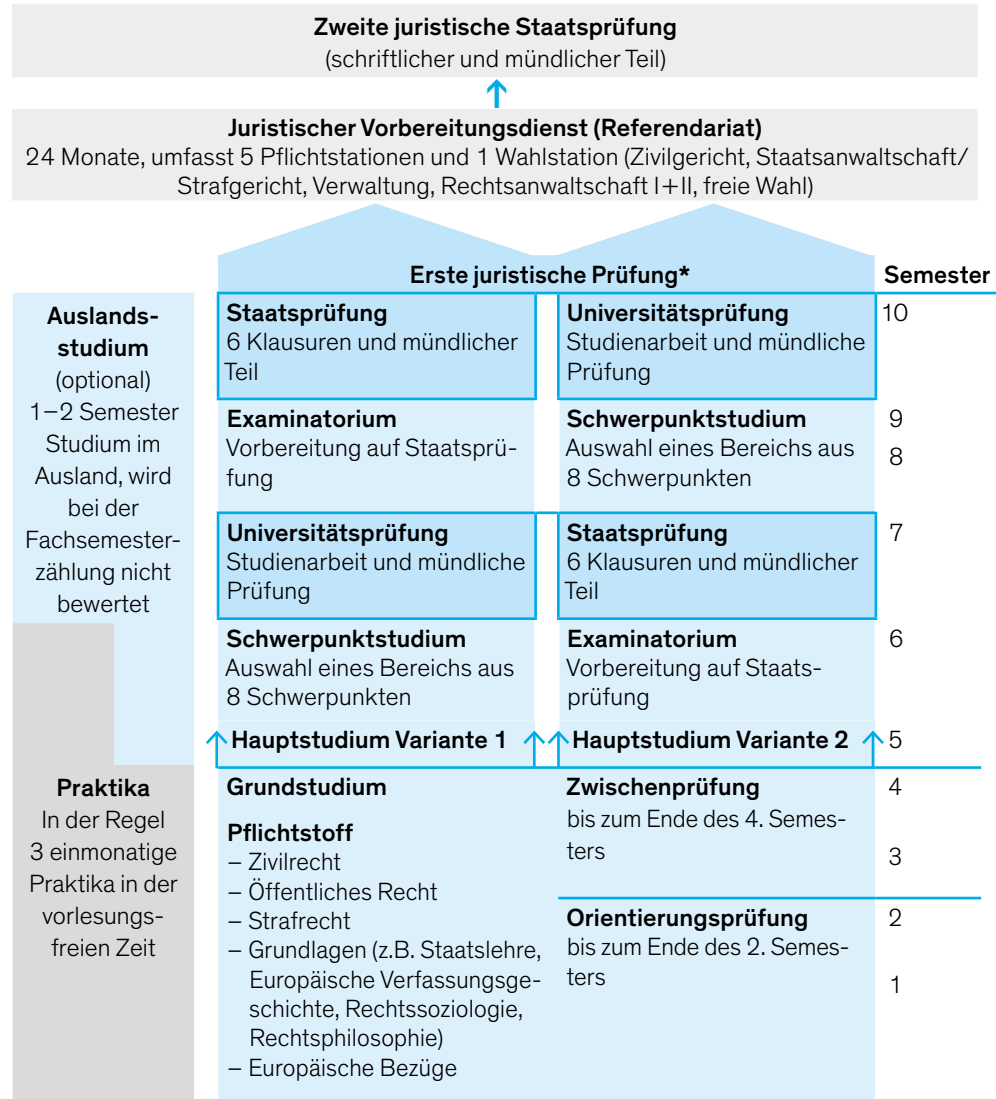 Zweite juristische Staatsprüfung
(schriftlicher und mündlicher Teil)
Juristischer Vorbereitungsdienst (Referendariat)
24 Monate, umfasst 5 Pflichtstationen und 1 Wahlstation (Zivilgericht, Staatsanwaltschaft/
Strafgericht, Verwaltung, Rechtsanwaltschaft I+II, freie Wahl)
Erste juristische Prüfung*
Semester
Auslands-
studium
(optional)
1–2 Semester
Studium im
Ausland, wird
bei der
Fachsemester-
zählung nicht
bewertet
Staatsprüfung
6 Klausuren und mündlicher
Teil
Universitätsprüfung
Studienarbeit und mündliche
Prüfung
10
Examinatorium
Vorbereitung auf Staatsprü-
fung
Schwerpunktstudium
Auswahl eines Bereichs aus
8 Schwerpunkten
9
8
Universitätsprüfung
Studienarbeit und mündliche
Prüfung
Staatsprüfung
6 Klausuren und mündlicher
Teil
7
Schwerpunktstudium
Auswahl eines Bereichs aus
8 Schwerpunkten
Examinatorium
Vorbereitung auf Staats-
prüfung
6
Hauptstudium Variante 1
Hauptstudium Variante 2
5
Praktika
In der Regel
3 einmonatige
Praktika in der
vorlesungs-
freien Zeit
Grundstudium
Pflichtstoff
– Zivilrecht
– Öffentliches Recht
– Strafrecht
– Grundlagen (z.B. Staatslehre,
Europäische Verfassungsge-
schichte, Rechtssoziologie,
Rechtsphilosophie)
– Europäische Bezüge
Zwischenprüfung
bis zum Ende des 4. Semes-
ters
4
3
Orientierungsprüfung
bis zum Ende des 2. Semes-
ters
2
1